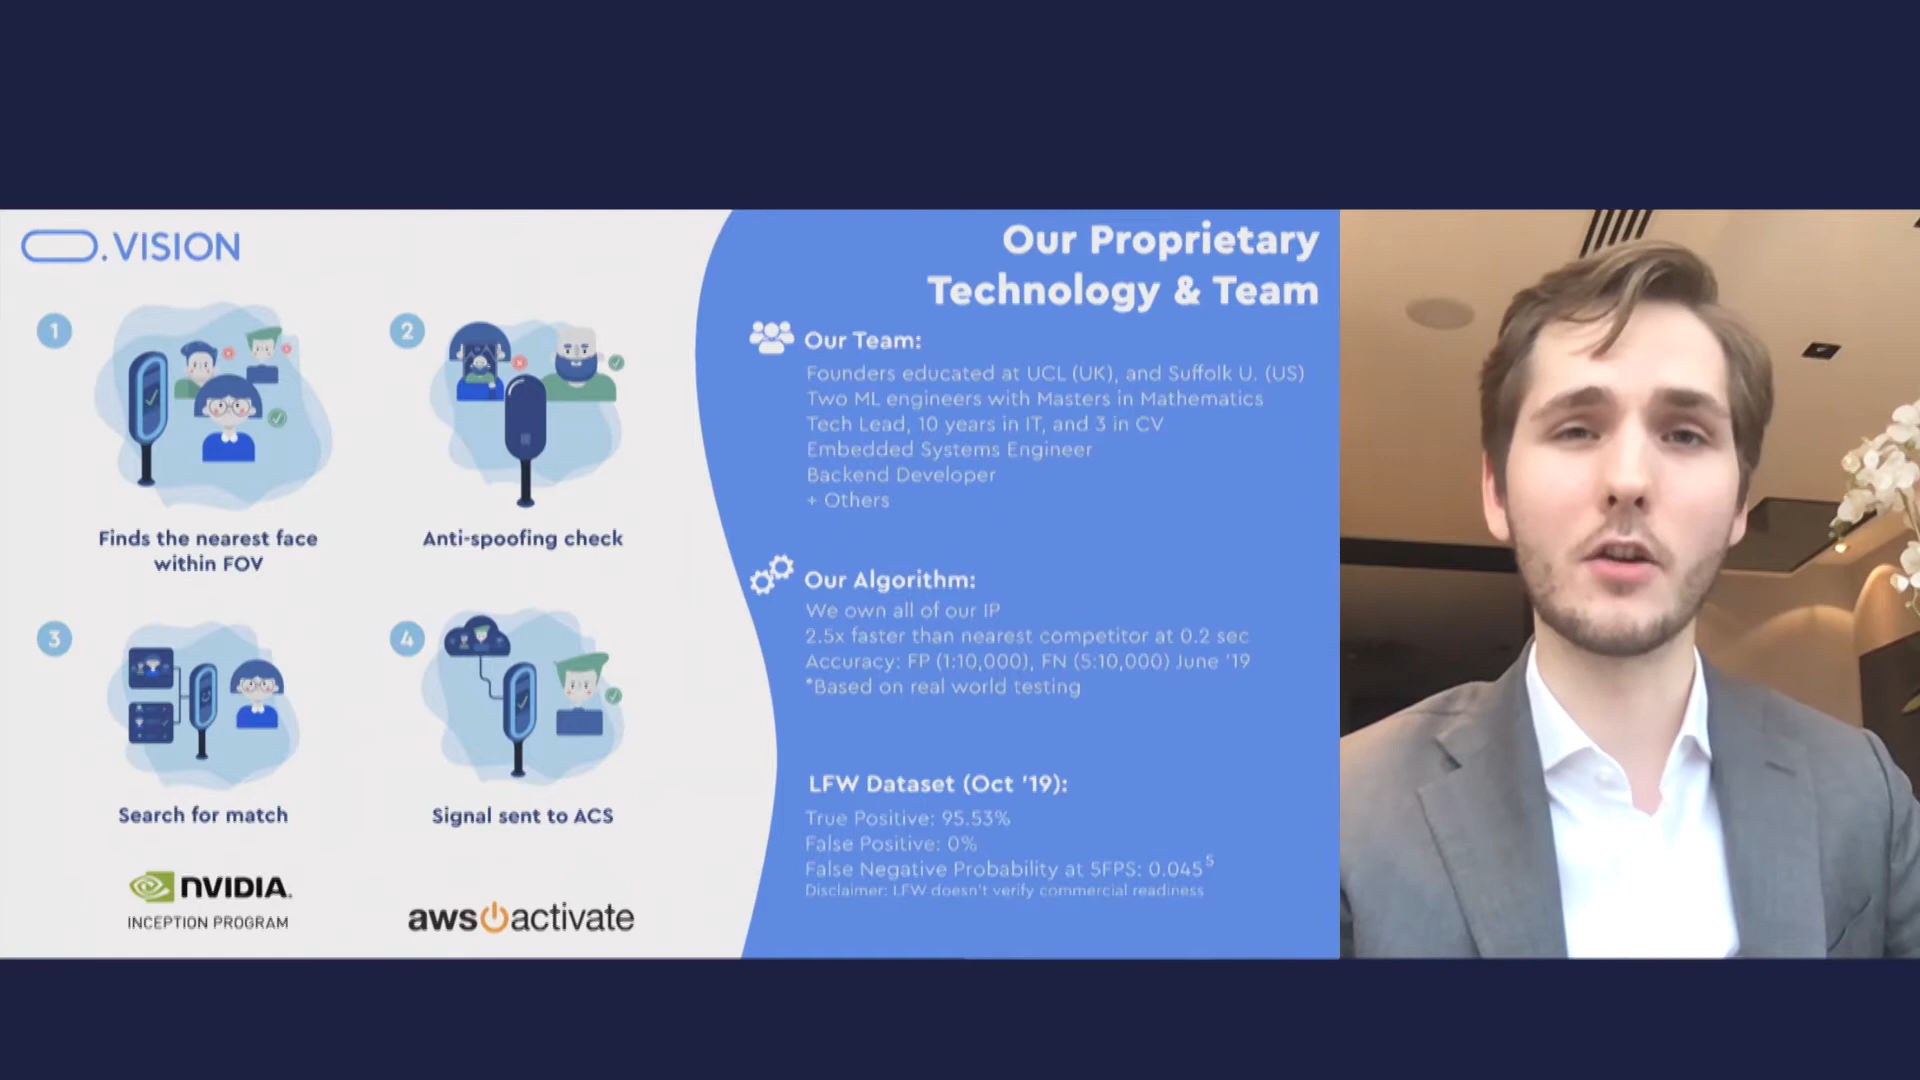 .VISION
1
Finds the nearest face
within FOV
2
Anti-spoofing check
3
Search for match
4
Signal sent to ACS
NVIDIA.
INCEPTION PROGRAM
aws activate
Our Proprietary
Technology & Team
Our Team:
Founders educated at UCL (UK), and Suffolk U. (US)
Two ML engineers with Masters in Mathematics
Tech Lead, 10 years in IT, and 3 in CV
Embedded Systems Engineer
Backend Developer
+ Others
Our Algorithm:
We own all of our IP
2.5x faster than nearest competitor at 0.2 sec
Accuracy: FP (1:10,000), FN (5:10,000) June '19
*Based on real world testing
LFW Dataset (Oct '19):
True Positive: 95.53%
False Positive: 0%
False Negative Probability at 5FPS: 0.045⁵
Disclaimer: LFW doesn't verify commercial readiness